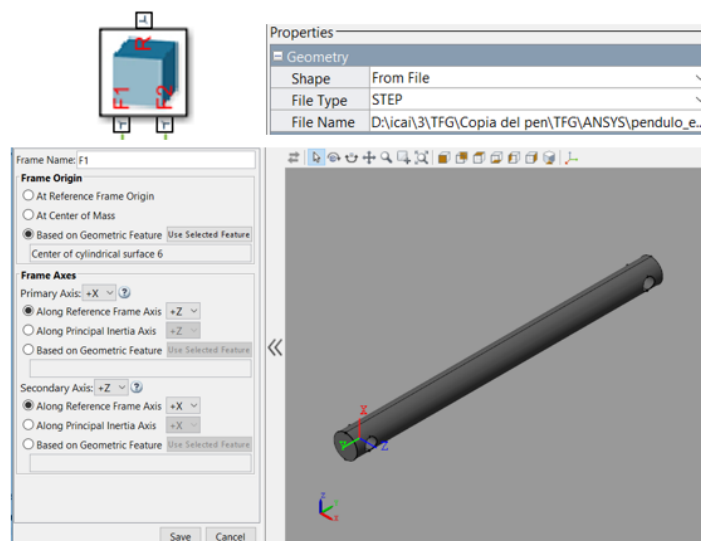 R
F1
F2
Properties
Geometry
Shape From File
File Type STEP
File Name D:\icai\3\TFG\Copia del pen\TFG\ANSYS\pendulo_e..
Frame Name: F1
Frame Origin
At Reference Frame Origin
At Center of Mass
Based on Geometric Feature Use Selected Feature
Center of cylindrical surface 6
Frame Axes
Primary Axis: +X
Along Reference Frame Axis +Z
Along Principal Inertia Axis +Z
Based on Geometric Feature Use Selected Feature
Secondary Axis: +Z
Along Reference Frame Axis +X
Along Principal Inertia Axis +X
Based on Geometric Feature Use Selected Feature
Save Cancel
X
Y
Z
z
x